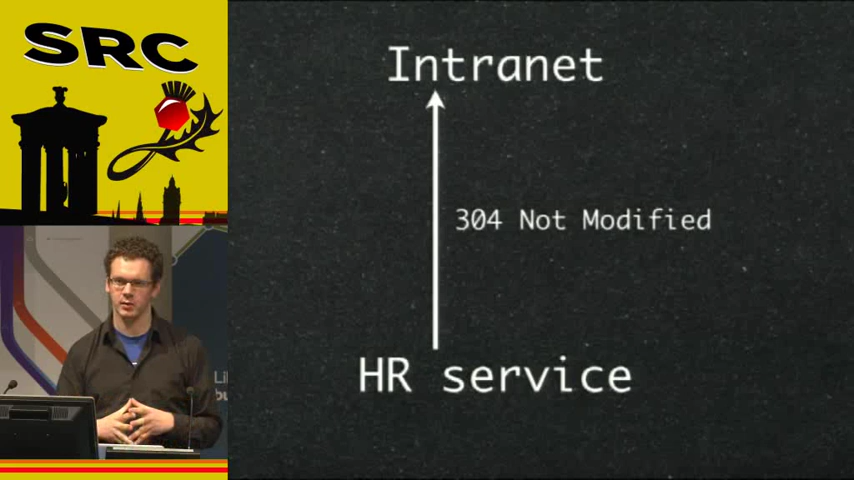 SRC
Intranet
304 Not Modified
HR service